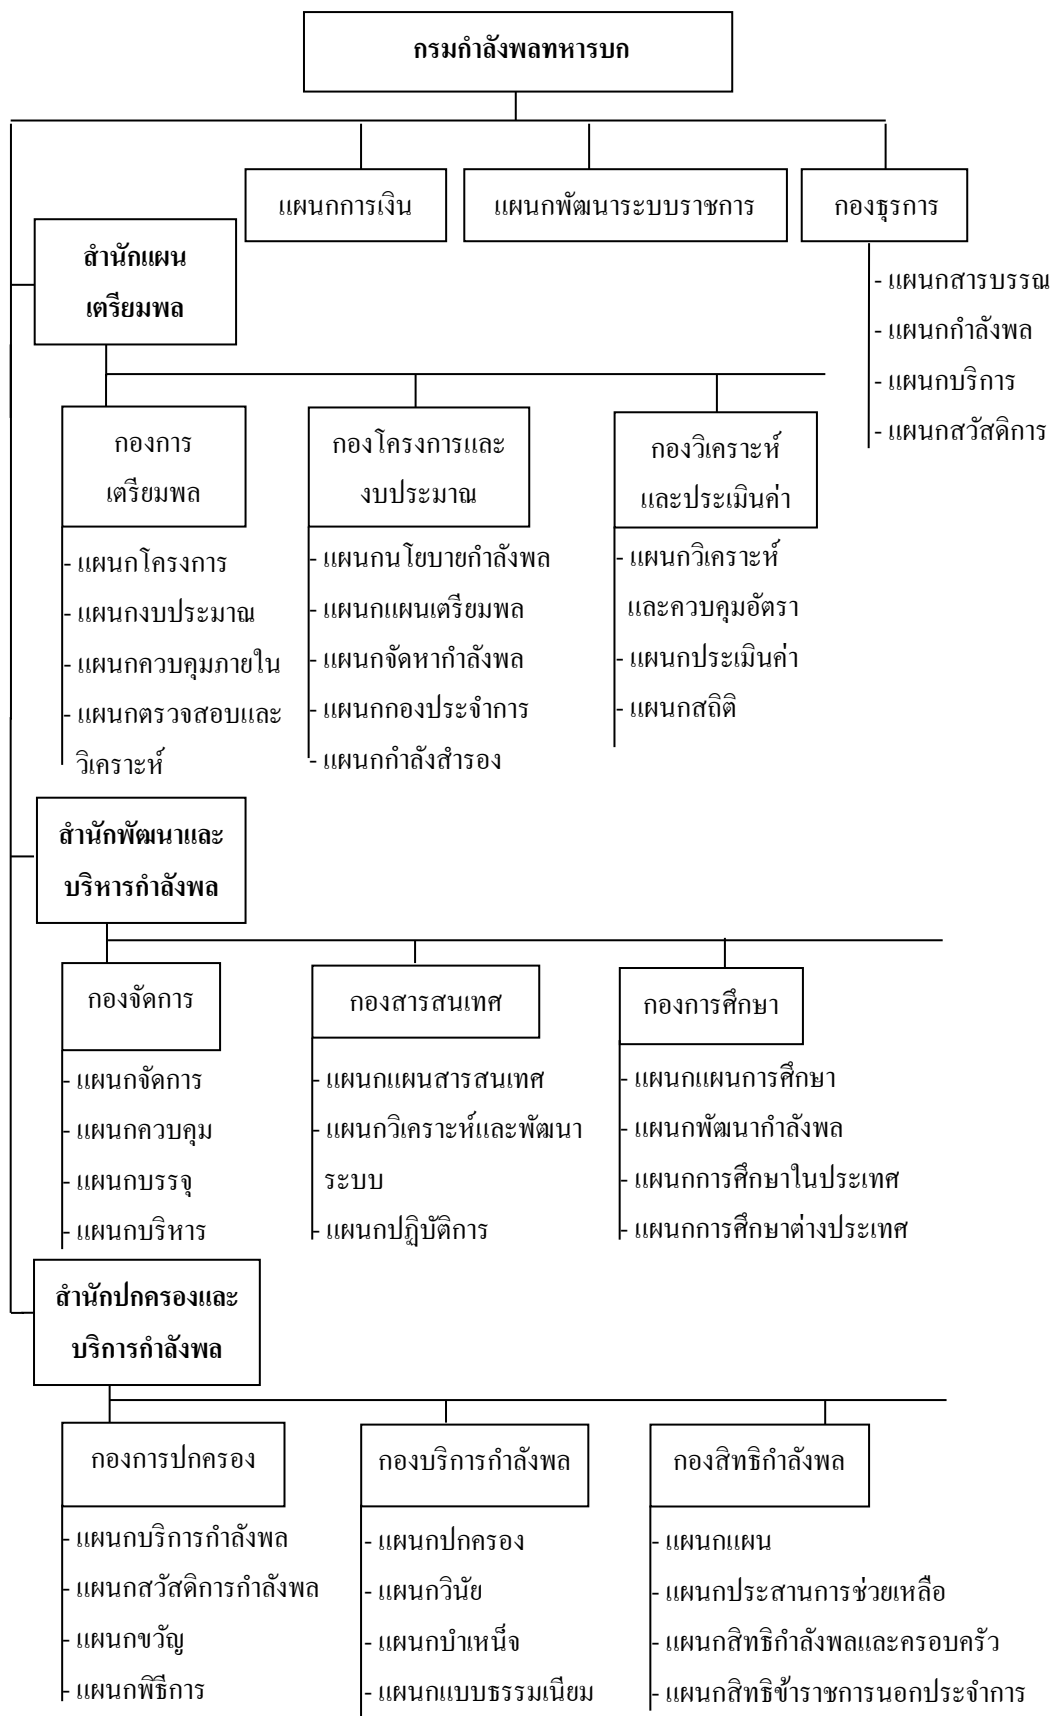 กรมกำลังพลทหารบก
แผนกการเงิน
แผนกพัฒนาระบบราชการ
กองธุรการ
- แผนกสารบรรณ
- แผนกกำลังพล
- แผนกบริการ
- แผนกสวัสดิการ
สำนักแผน
เตรียมพล
กองการ
เตรียมพล
- แผนกโครงการ
- แผนกงบประมาณ
- แผนกควบคุมภายใน
- แผนกตรวจสอบและ
วิเคราะห์
กองโครงการและ
งบประมาณ
- แผนกนโยบายกำลังพล
- แผนกแผนเตรียมพล
- แผนกจัดหากำลังพล
- แผนกกองประจำการ
- แผนกกำลังสำรอง
กองวิเคราะห์
และประเมินค่า
- แผนกวิเคราะห์
และควบคุมอัตรา
- แผนกประเมินค่า
- แผนกสถิติ
สำนักพัฒนาและ
บริหารกำลังพล
กองจัดการ
- แผนกจัดการ
- แผนกควบคุม
- แผนกบรรจุ
- แผนกบริหาร
กองสารสนเทศ
- แผนกแผนสารสนเทศ
- แผนกวิเคราะห์และพัฒนา
ระบบ
- แผนกปฏิบัติการ
กองการศึกษา
- แผนกแผนการศึกษา
- แผนกพัฒนากำลังพล
- แผนกการศึกษาในประเทศ
- แผนกการศึกษาต่างประเทศ
สำนักปกครองและ
บริการกำลังพล
กองการปกครอง
- แผนกบริการกำลังพล
- แผนกสวัสดิการกำลังพล
- แผนกขวัญ
- แผนกพิธีการ
กองบริการกำลังพล
- แผนกปกครอง
- แผนกวินัย
- แผนกบำเหน็จ
- แผนกแบบธรรมเนียม
กองสิทธิกำลังพล
- แผนกแผน
- แผนกประสานการช่วยเหลือ
- แผนกสิทธิกำลังพลและครอบครัว
- แผนกสิทธิข้าราชการนอกประจำการ